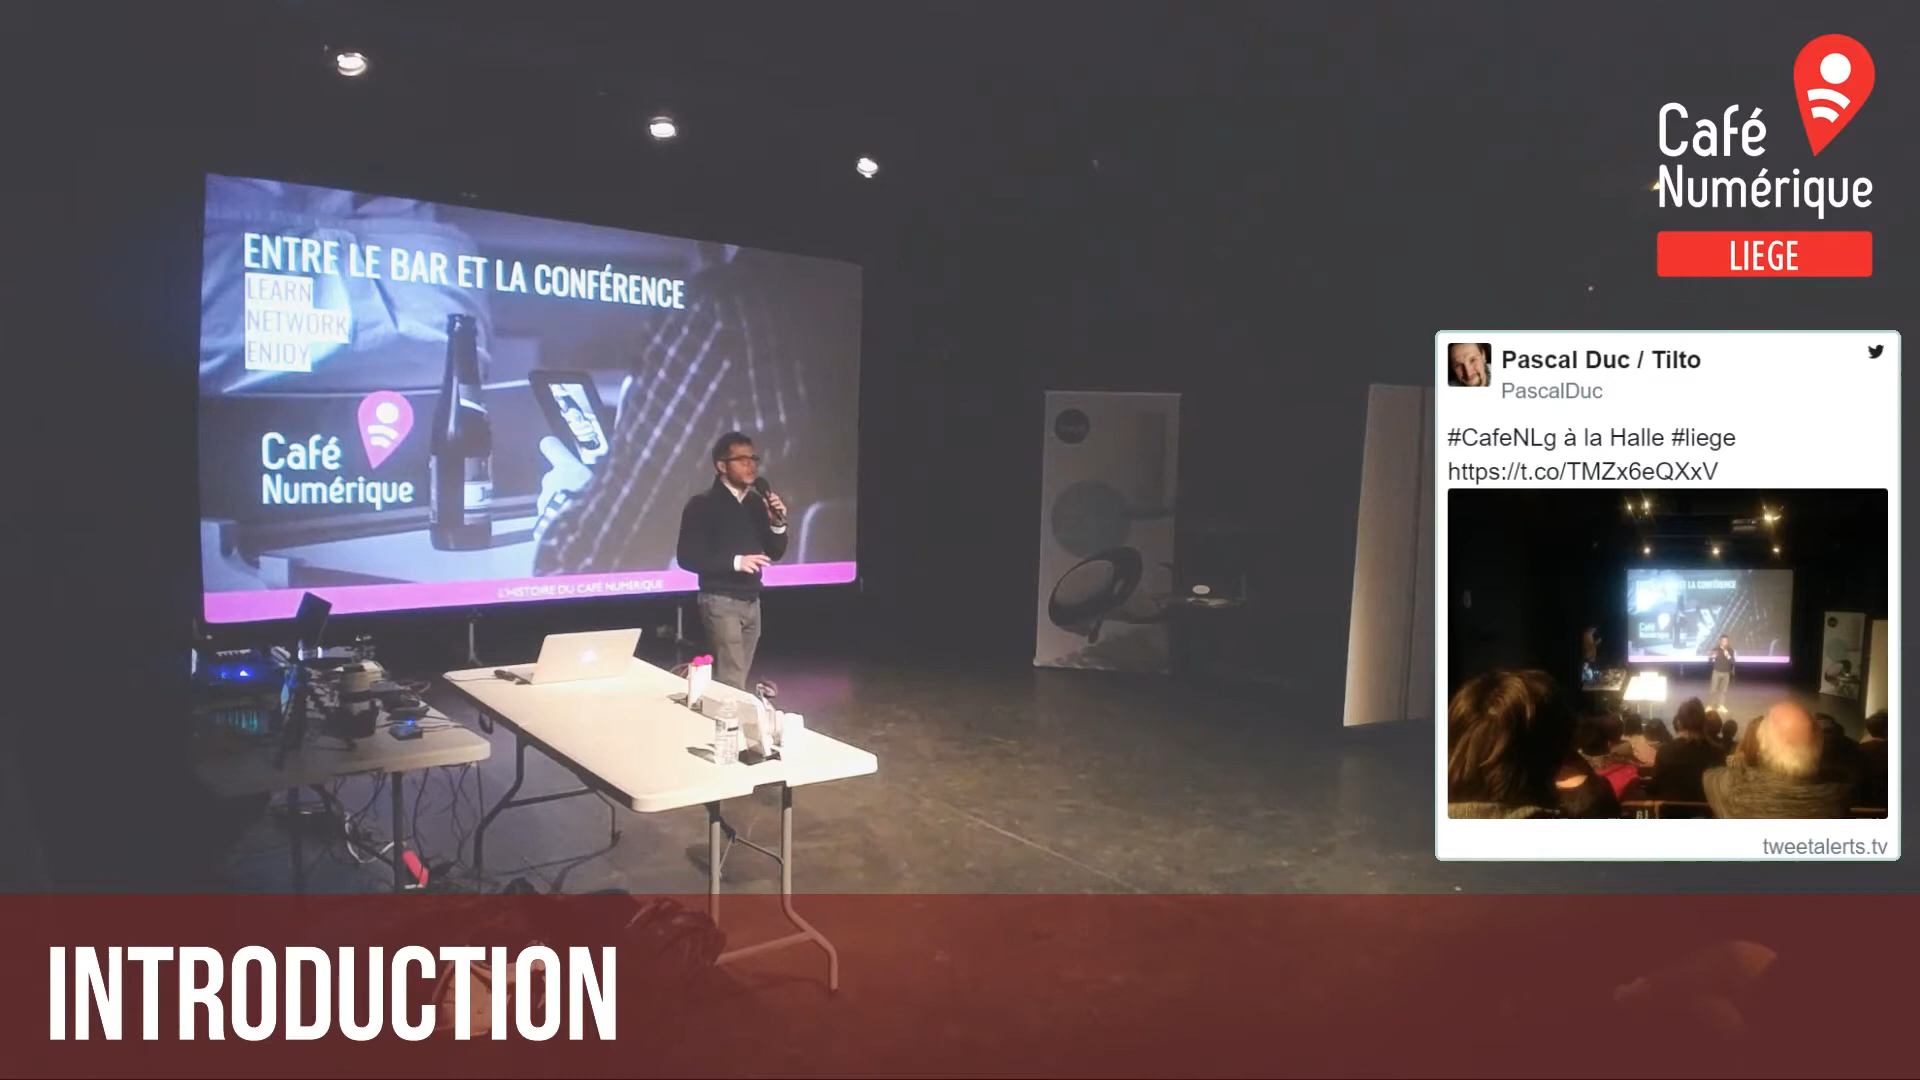 ENTRE LE BAR ET LA CONFÉRENCE
LEARN
NETWORK
ENJOY
Café
Numérique
L'HISTOIRE DU CAFÉ NUMÉRIQUE
Café
Numérique
LIEGE
Pascal Duc / Tilto
PascalDuc
#CafeNLg à la Halle #liege
https://t.co/TMZx6eQXxV
tweetalerts.tv
INTRODUCTION